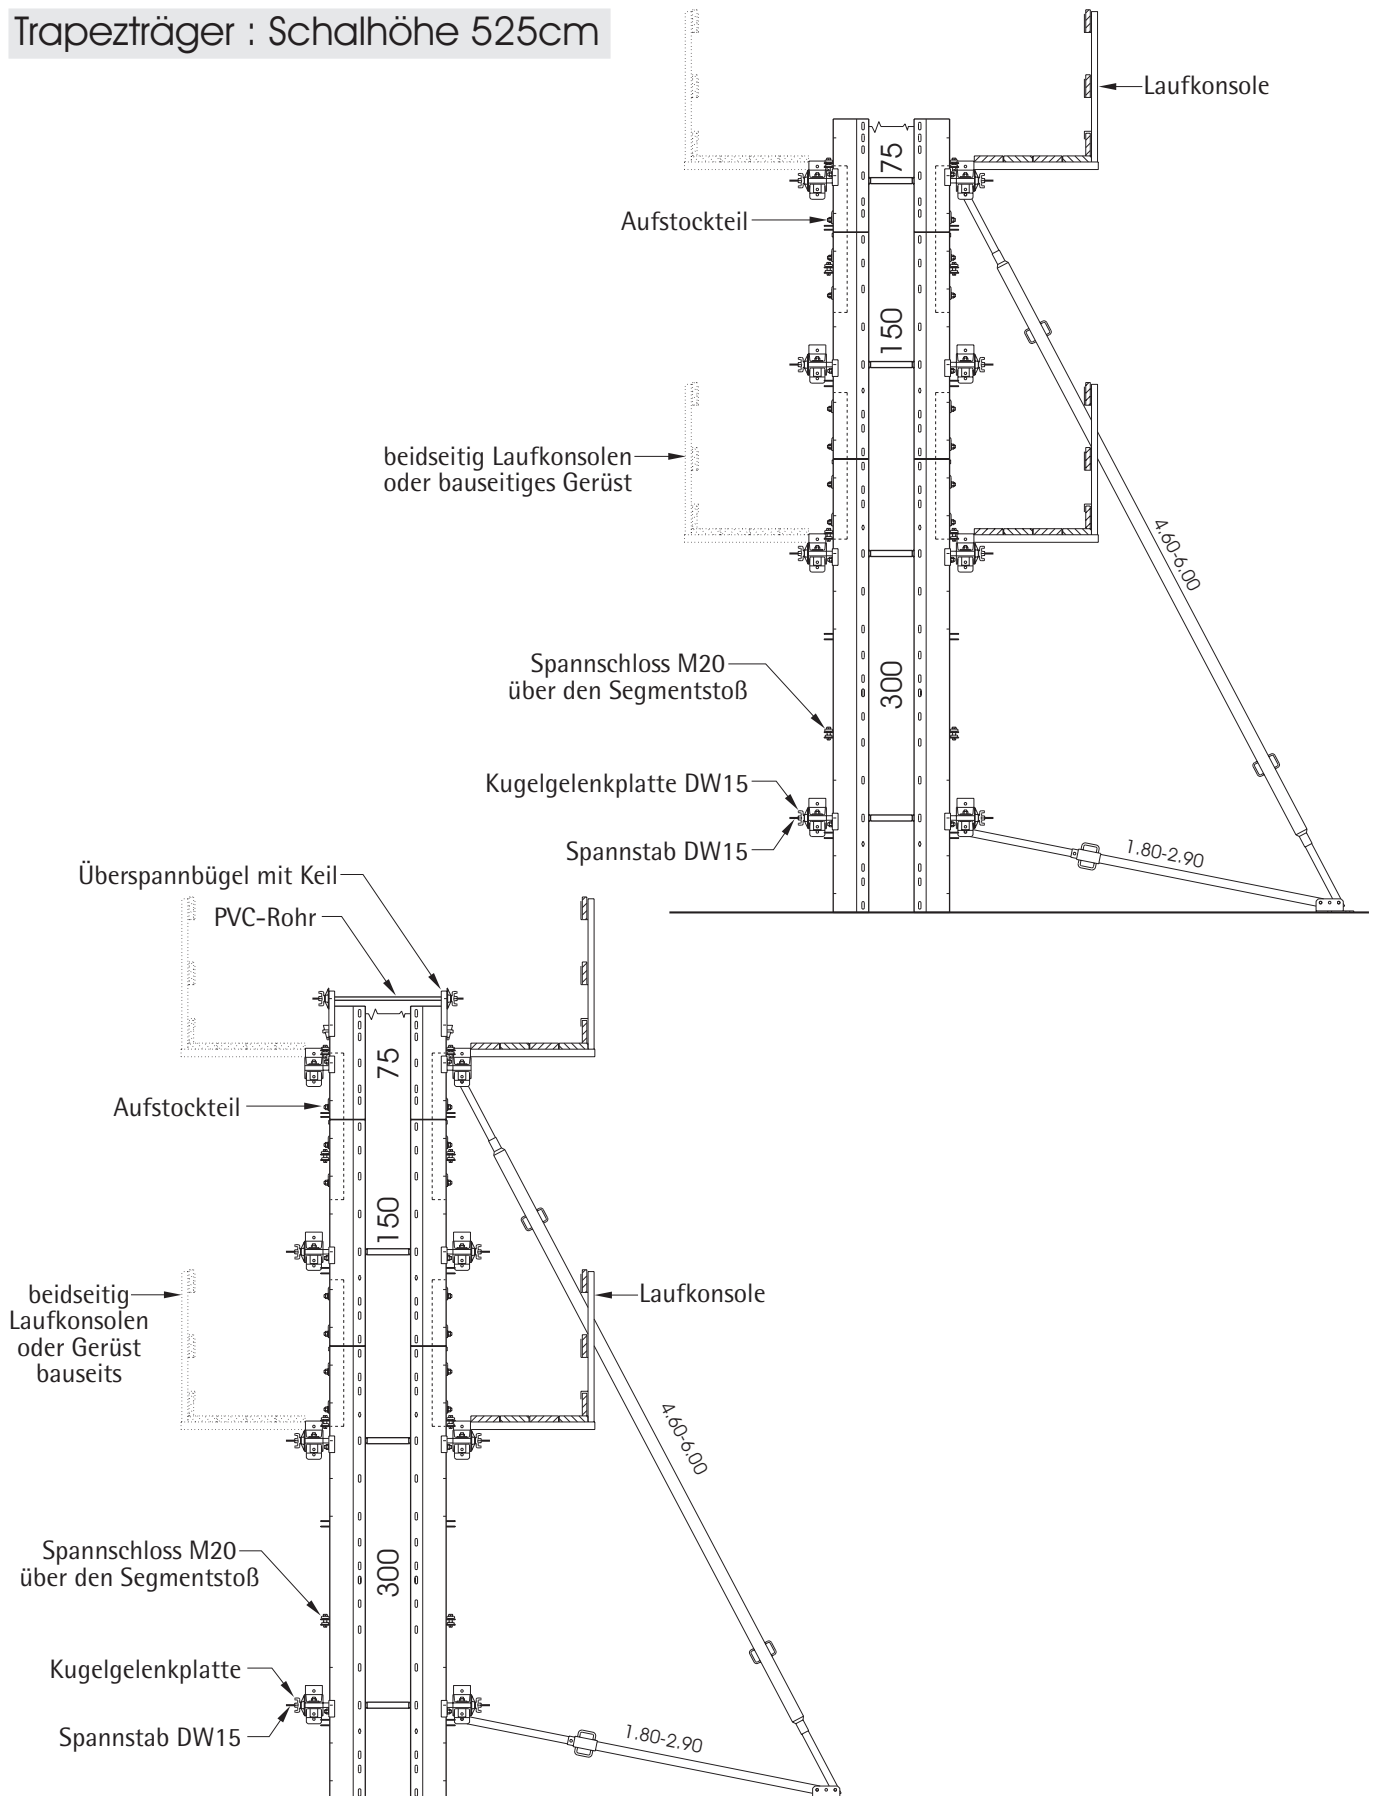 Trapezträger : Schalhöhe 525cm
Laufkonsole
75
Aufstockteil
150
beidseitig Laufkonsolen
oder bauseitiges Gerüst
4.60-6.00
Spannschloss M20
über den Segmentstoß
300
Kugelgelenkplatte DW15
Spannstab DW15
1.80-2.90
Überspannbügel mit Keil
PVC-Rohr
75
Aufstockteil
150
beidseitig
Laufkonsolen
oder Gerüst
bauseits
Laufkonsole
4.60-6.00
Spannschloss M20
über den Segmentstoß
300
Kugelgelenkplatte
Spannstab DW15
1.80-2.90